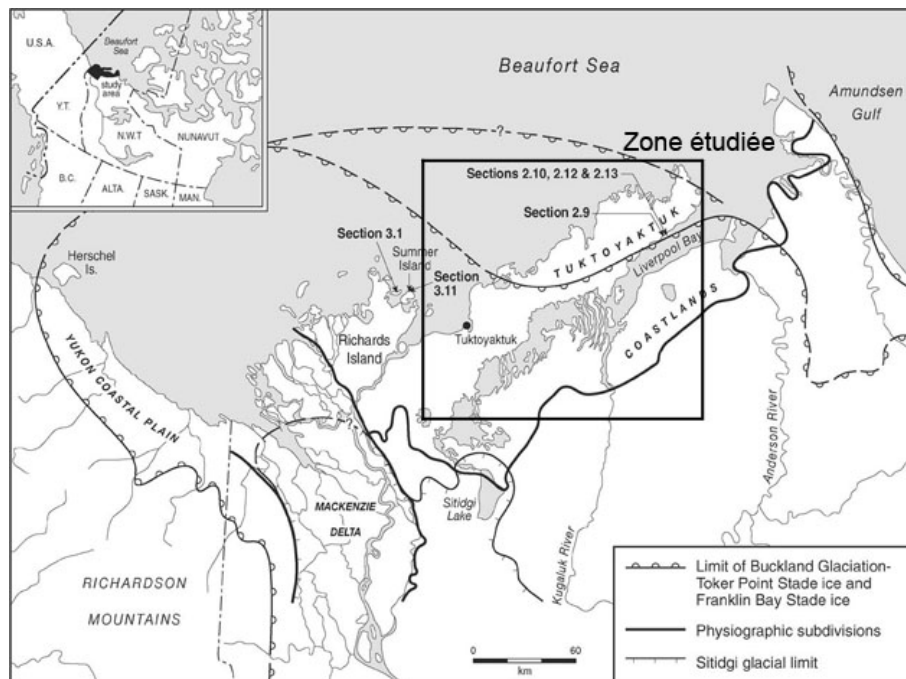 U.S.A.
Beaufort
Sea
study
area
Y.T.
N.W.T
NUNAVUT
B.C.
ALTA.
SASK.
MAN.
Beaufort Sea
Amundsen
Gulf
?
Zone étudiée
Sections 2.10, 2.12 & 2.13
Section 2.9
TUKTOYAKTUK
Liverpool Bay
COASTLANDS
Herschel
Is.
Section 3.1
Summer
Island
Section
3.11
Tuktoyaktuk
Richards
Island
YUKON COASTAL PLAIN
?
MACKENZIE
DELTA
Sitidgi
Lake
Kugaluk River
Anderson River
RICHARDSON
MOUNTAINS
0
60
km
Limit of Buckland Glaciation-
Toker Point Stade ice and
Franklin Bay Stade ice
Physiographic subdivisions
Sitidgi glacial limit